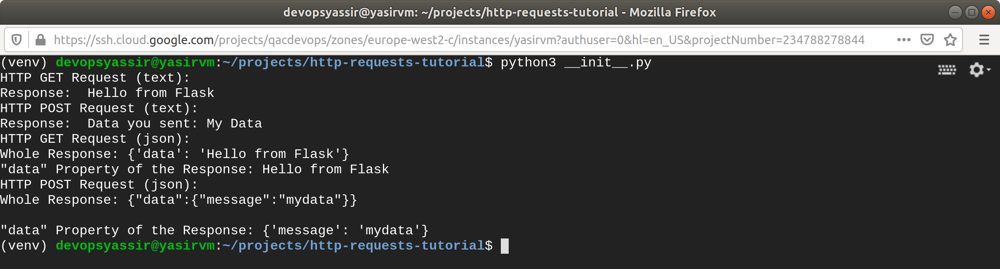 devopsyassir@yasirvm: ~/projects/http-requests-tutorial - Mozilla Firefox
https://ssh.cloud.google.com/projects/qacdevops/zones/europe-west2-c/instances/yasirvm?authuser=0&hl=en_US&projectNumber=234788278844
(venv) devopsyassir@yasirvm:~/projects/http-requests-tutorial$ python3 __init__.py
HTTP GET Request (text):
Response:  Hello from Flask
HTTP POST Request (text):
Response:  Data you sent: My Data
HTTP GET Request (json):
Whole Response: {'data': 'Hello from Flask'}
"data" Property of the Response: Hello from Flask
HTTP POST Request (json):
Whole Response: {"data":{"message":"mydata"}}
"data" Property of the Response: {'message': 'mydata'}
(venv) devopsyassir@yasirvm:~/projects/http-requests-tutorial$